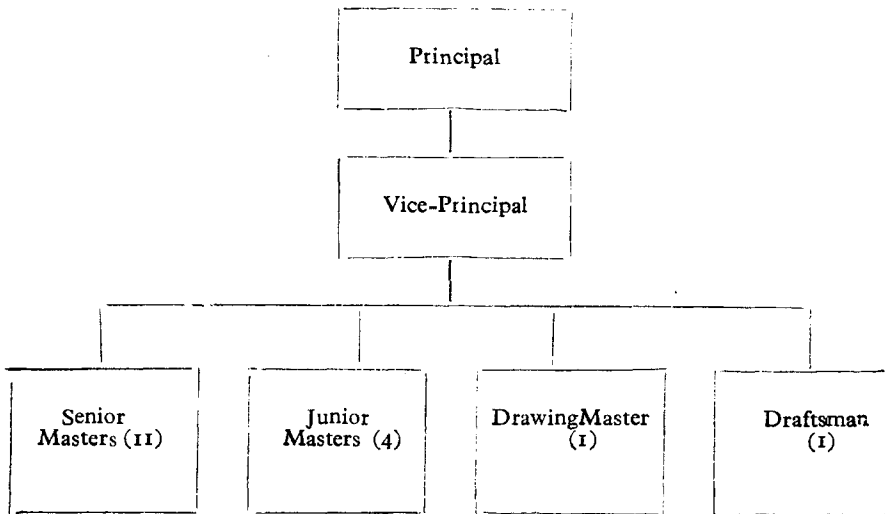 Principal
Vice-Principal
Senior
Masters (11)
Junior
Masters (4)
DrawingMaster
(1)
Draftsman
(1)